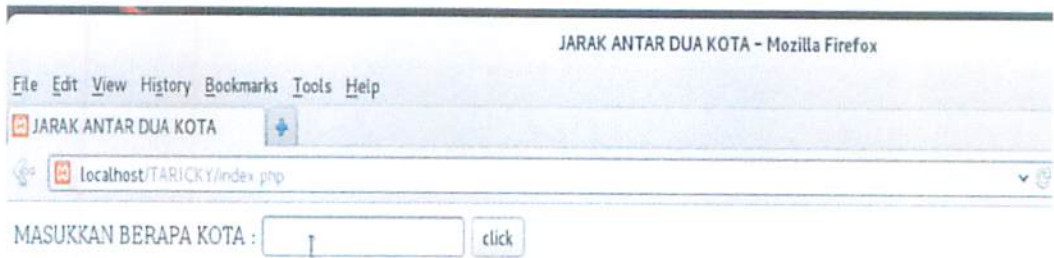 JARAK ANTAR DUA KOTA - Mozilla Firefox
File Edit View History Bookmarks Tools Help
JARAK ANTAR DUA KOTA
localhost/TARICKY/index.php
MASUKKAN BERAPA KOTA : click